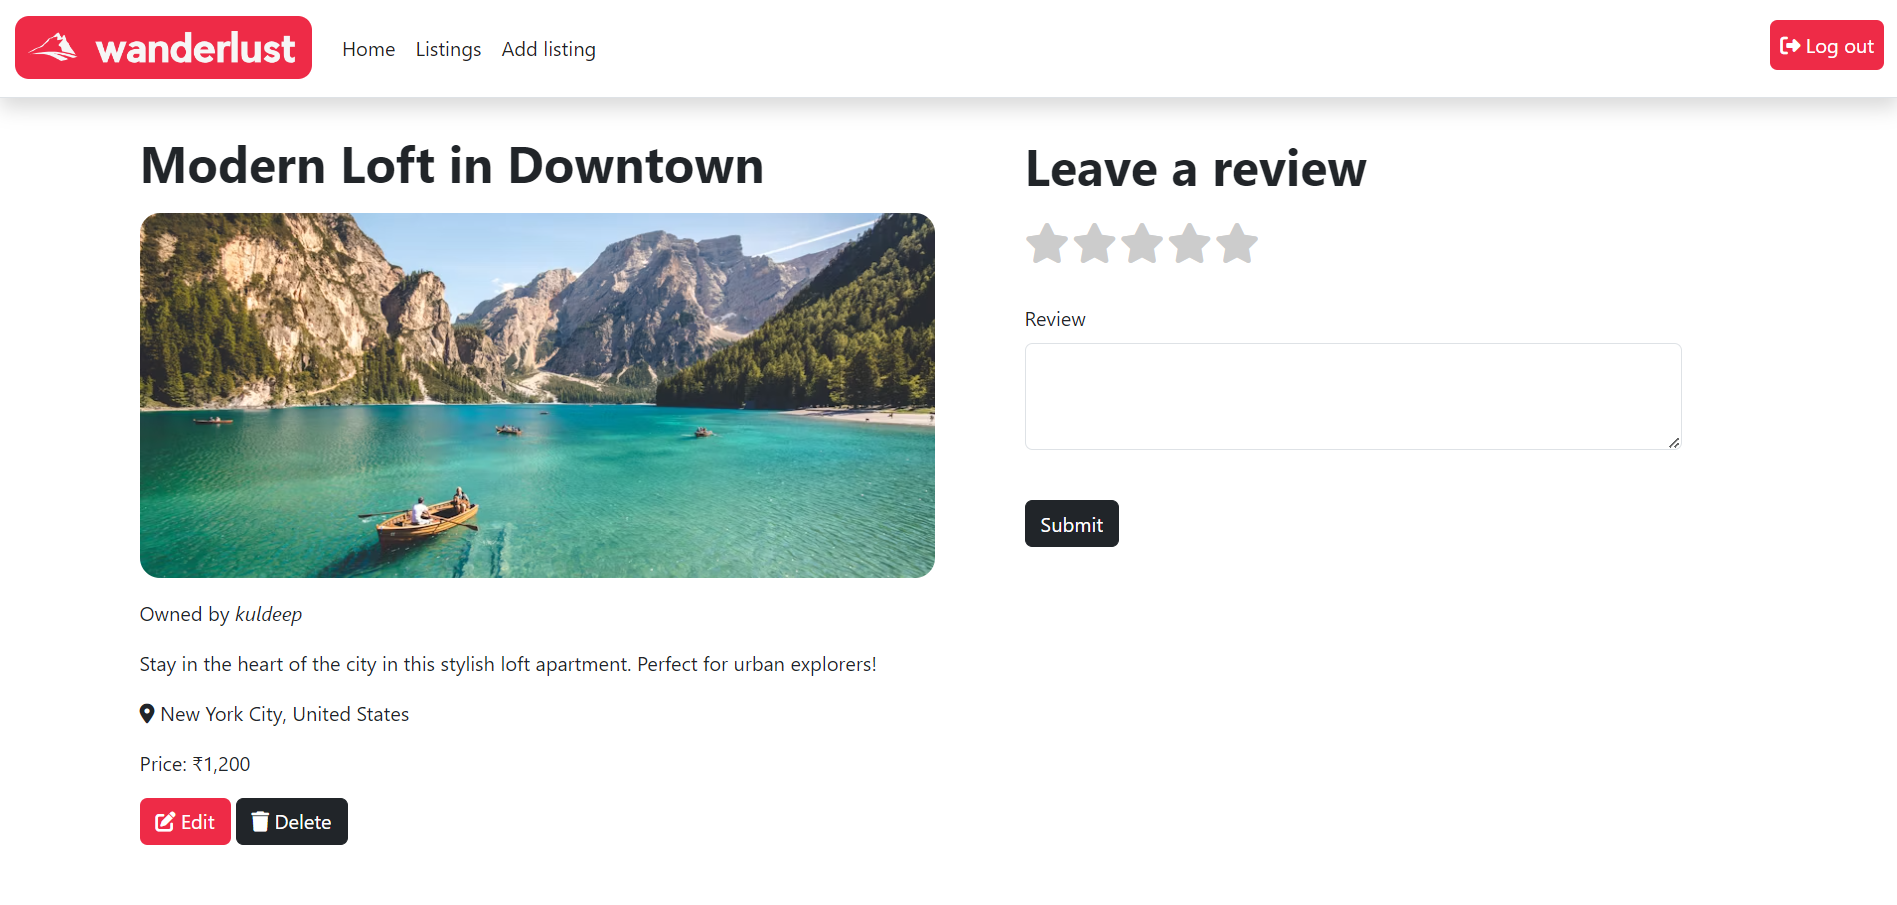 wanderlust
Home Listings Add listing
Log out
Modern Loft in Downtown
Owned by kuldeep
Stay in the heart of the city in this stylish loft apartment. Perfect for urban explorers!
New York City, United States
Price: ₹1,200
Edit Delete
Leave a review
Review
Submit